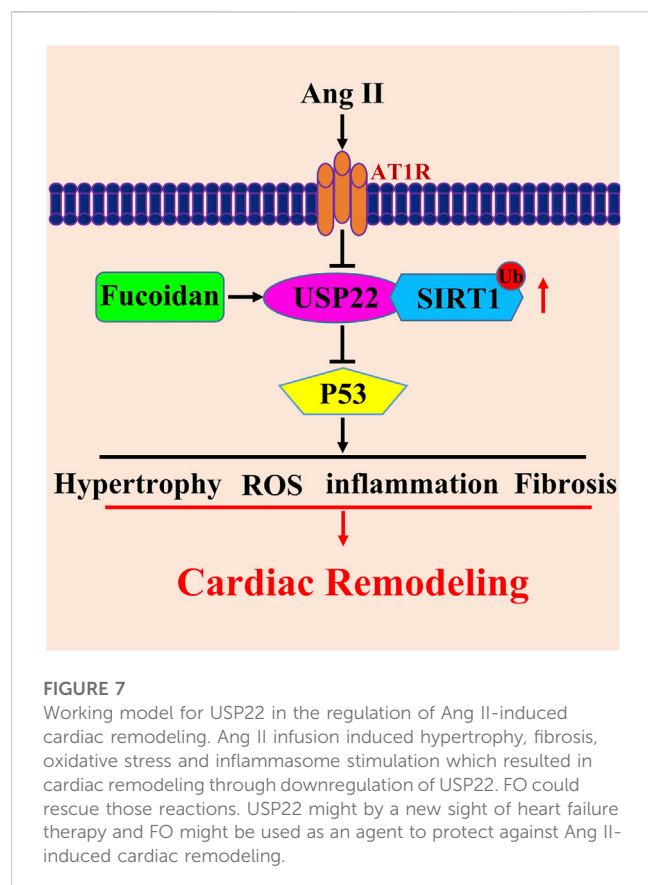 Ang II
AT1R
Fucoidan
USP22
SIRT1
Ub
P53
Hypertrophy ROS inflammation Fibrosis
Cardiac Remodeling
FIGURE 7
Working model for USP22 in the regulation of Ang II-induced
cardiac remodeling. Ang II infusion induced hypertrophy, fibrosis,
oxidative stress and inflammasome stimulation which resulted in
cardiac remodeling through downregulation of USP22. FO could
rescue those reactions. USP22 might by a new sight of heart failure
therapy and FO might be used as an agent to protect against Ang II-
induced cardiac remodeling.